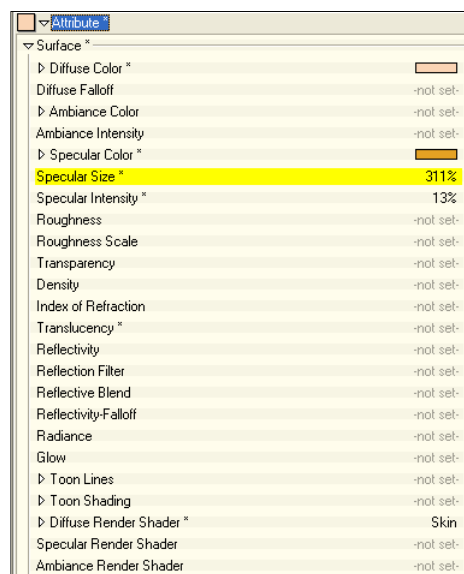 Attribute *
Surface *
Diffuse Color *
Diffuse Falloff -not set-
Ambiance Color -not set-
Ambiance Intensity -not set-
Specular Color *
Specular Size * 311%
Specular Intensity * 13%
Roughness -not set-
Roughness Scale -not set-
Transparency -not set-
Density -not set-
Index of Refraction -not set-
Translucency * -not set-
Reflectivity -not set-
Reflection Filter -not set-
Reflective Blend -not set-
Reflectivity-Falloff -not set-
Radiance -not set-
Glow -not set-
Toon Lines -not set-
Toon Shading -not set-
Diffuse Render Shader * Skin
Specular Render Shader -not set-
Ambiance Render Shader -not set-